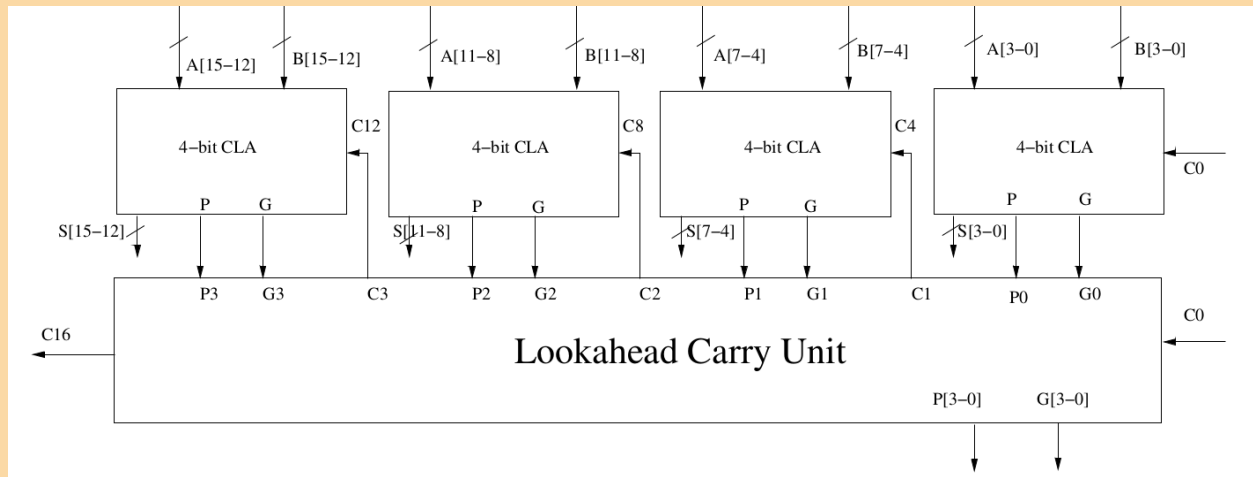 A[15–12] B[15–12] A[11–8] B[11–8] A[7–4] B[7–4] A[3–0] B[3–0]
C12 C8 C4
4–bit CLA 4–bit CLA 4–bit CLA 4–bit CLA
C0
P G P G P G P G
S[15–12] S[11–8] S[7–4] S[3–0]
P3 G3 C3 P2 G2 C2 P1 G1 C1 P0 G0
C16 C0
Lookahead Carry Unit
P[3–0] G[3–0]